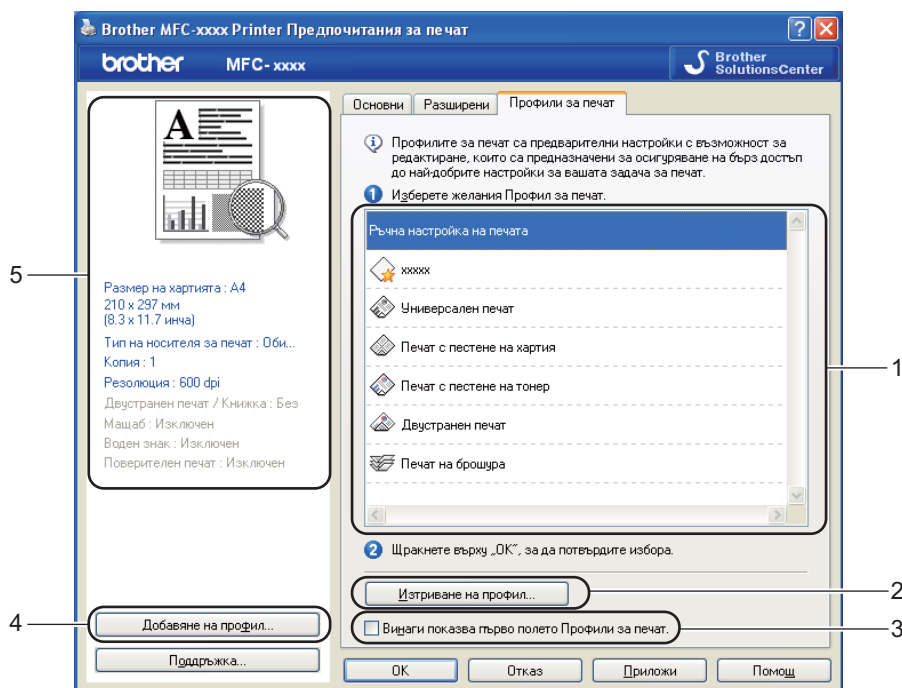 Brother MFC-xxxx Printer Предпочитания за печат
brother MFC- xxxx
Brother
SolutionsCenter
A
Размер на хартията : A4
210 x 297 мм
(8.3 x 11.7 инча)
Тип на носителя за печат : Оби...
Копия : 1
Резолюция : 600 dpi
Двустранен печат / Книжка : Без
Мащаб : Изключен
Воден знак : Изключен
Поверителен печат : Изключен
5
Добавяне на профил...
4
Поддръжка...
Основни Разширени Профили за печат
Профилите за печат са предварителни настройки с възможност за
редактиране, които са предназначени за осигуряване на бърз достъп
до най-добрите настройки за вашата задача за печат.
1 Изберете желания Профил за печат.
Ръчна настройка на печата
xxxxx
Универсален печат
Печат с пестене на хартия
Печат с пестене на тонер
Двустранен печат
Печат на брошура
1
2 Щракнете върху „OK”, за да потвърдите избора.
Изтриване на профил...
2
Винаги показва първо полето Профили за печат.
3
OK Отказ Приложи Помощ